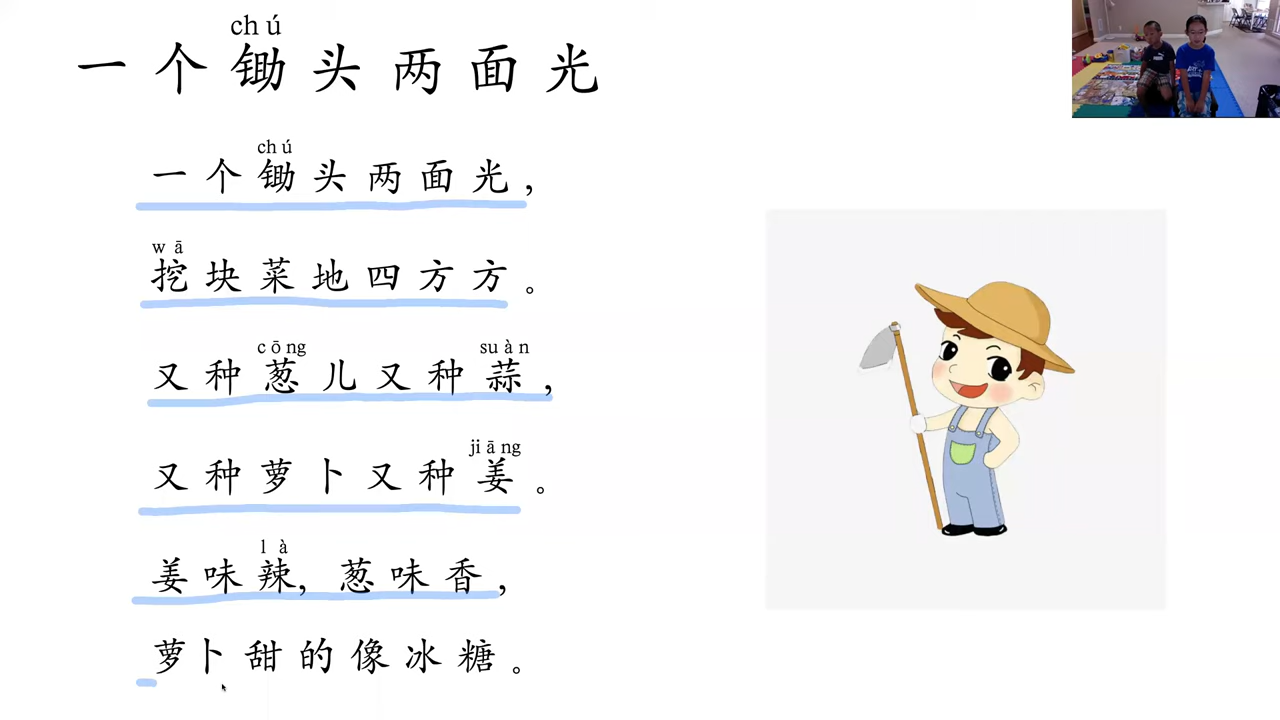 chú
一个锄头两面光
chú
一个锄头两面光,
wā
挖块菜地四方方。
cōng suàn
又种葱儿又种蒜,
jiāng
又种萝卜又种姜。
là
姜味辣,葱味香,
萝卜甜的像冰糖。